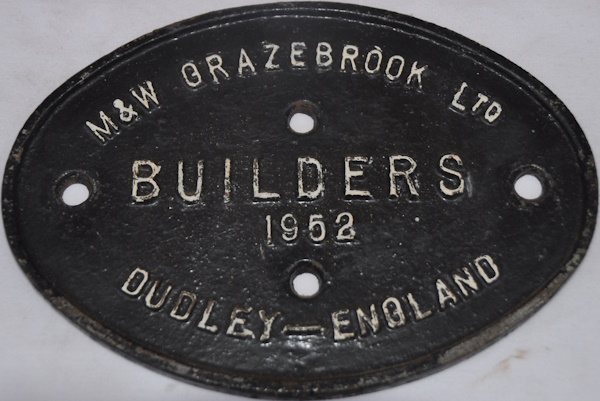 M&W GRAZEBROOK LTD
BUILDERS
1952
DUDLEY—ENGLAND